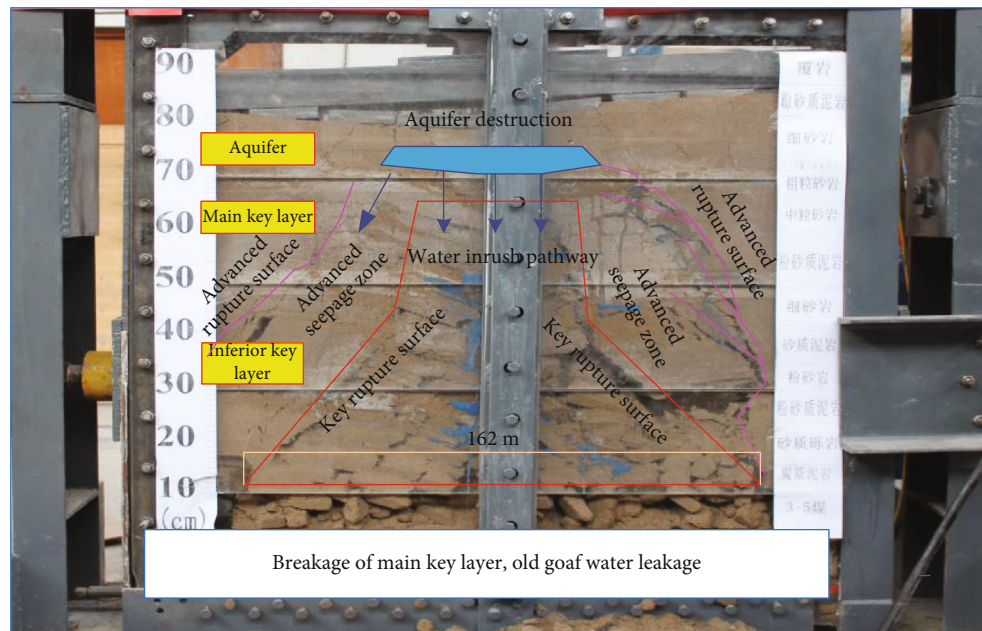 90
80
70
60
50
40
30
20
10
(cm)
Aquifer destruction
Aquifer
Main key layer
Advanced
rupture surface
Advanced
seepage zone
Water inrush pathway
Advanced
seepage zone
Advanced
rupture surface
Inferior key
layer
Key rupture surface
Key rupture surface
162 m
覆岩
粉砂质泥岩
细砂岩
粗粒砂岩
中粒砂岩
粉砂质泥岩
细砂岩
砂质泥岩
粉砂岩
粉砂质泥岩
砂质砾岩
炭质泥岩
3-5煤
Breakage of main key layer, old goaf water leakage